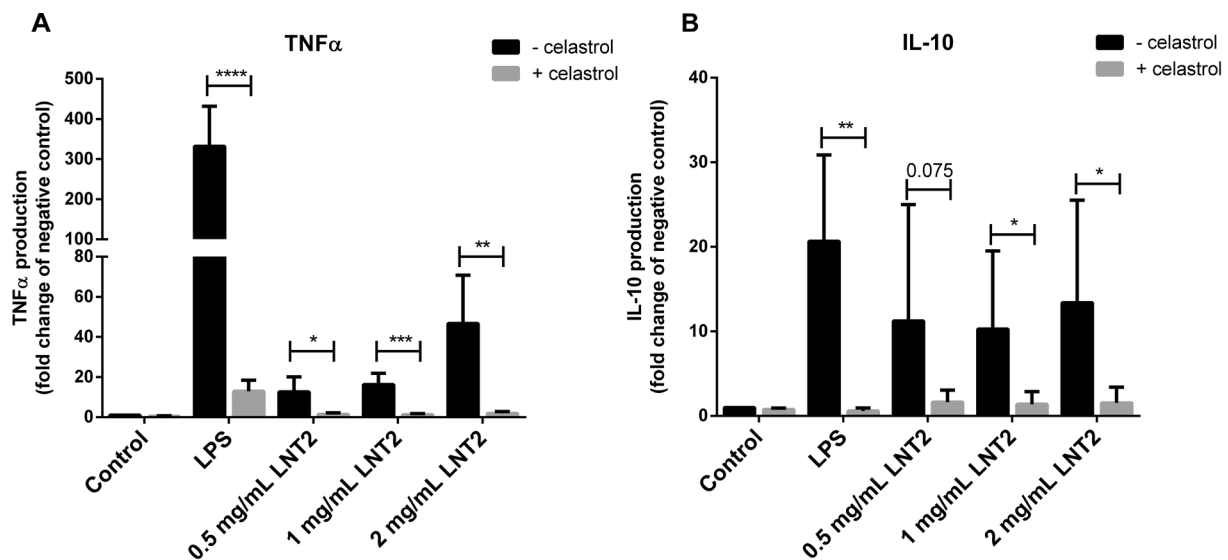 A
TNFα
- celastrol
+ celastrol
TNFα production
(fold change of negative control)
500
400
300
200
100
80
60
40
20
0
****
*
***
**
Control
LPS
0.5 mg/mL LNT2
1 mg/mL LNT2
2 mg/mL LNT2
B
IL-10
- celastrol
+ celastrol
IL-10 production
(fold change of negative control)
40
30
20
10
0
**
0.075
*
*
Control
LPS
0.5 mg/mL LNT2
1 mg/mL LNT2
2 mg/mL LNT2